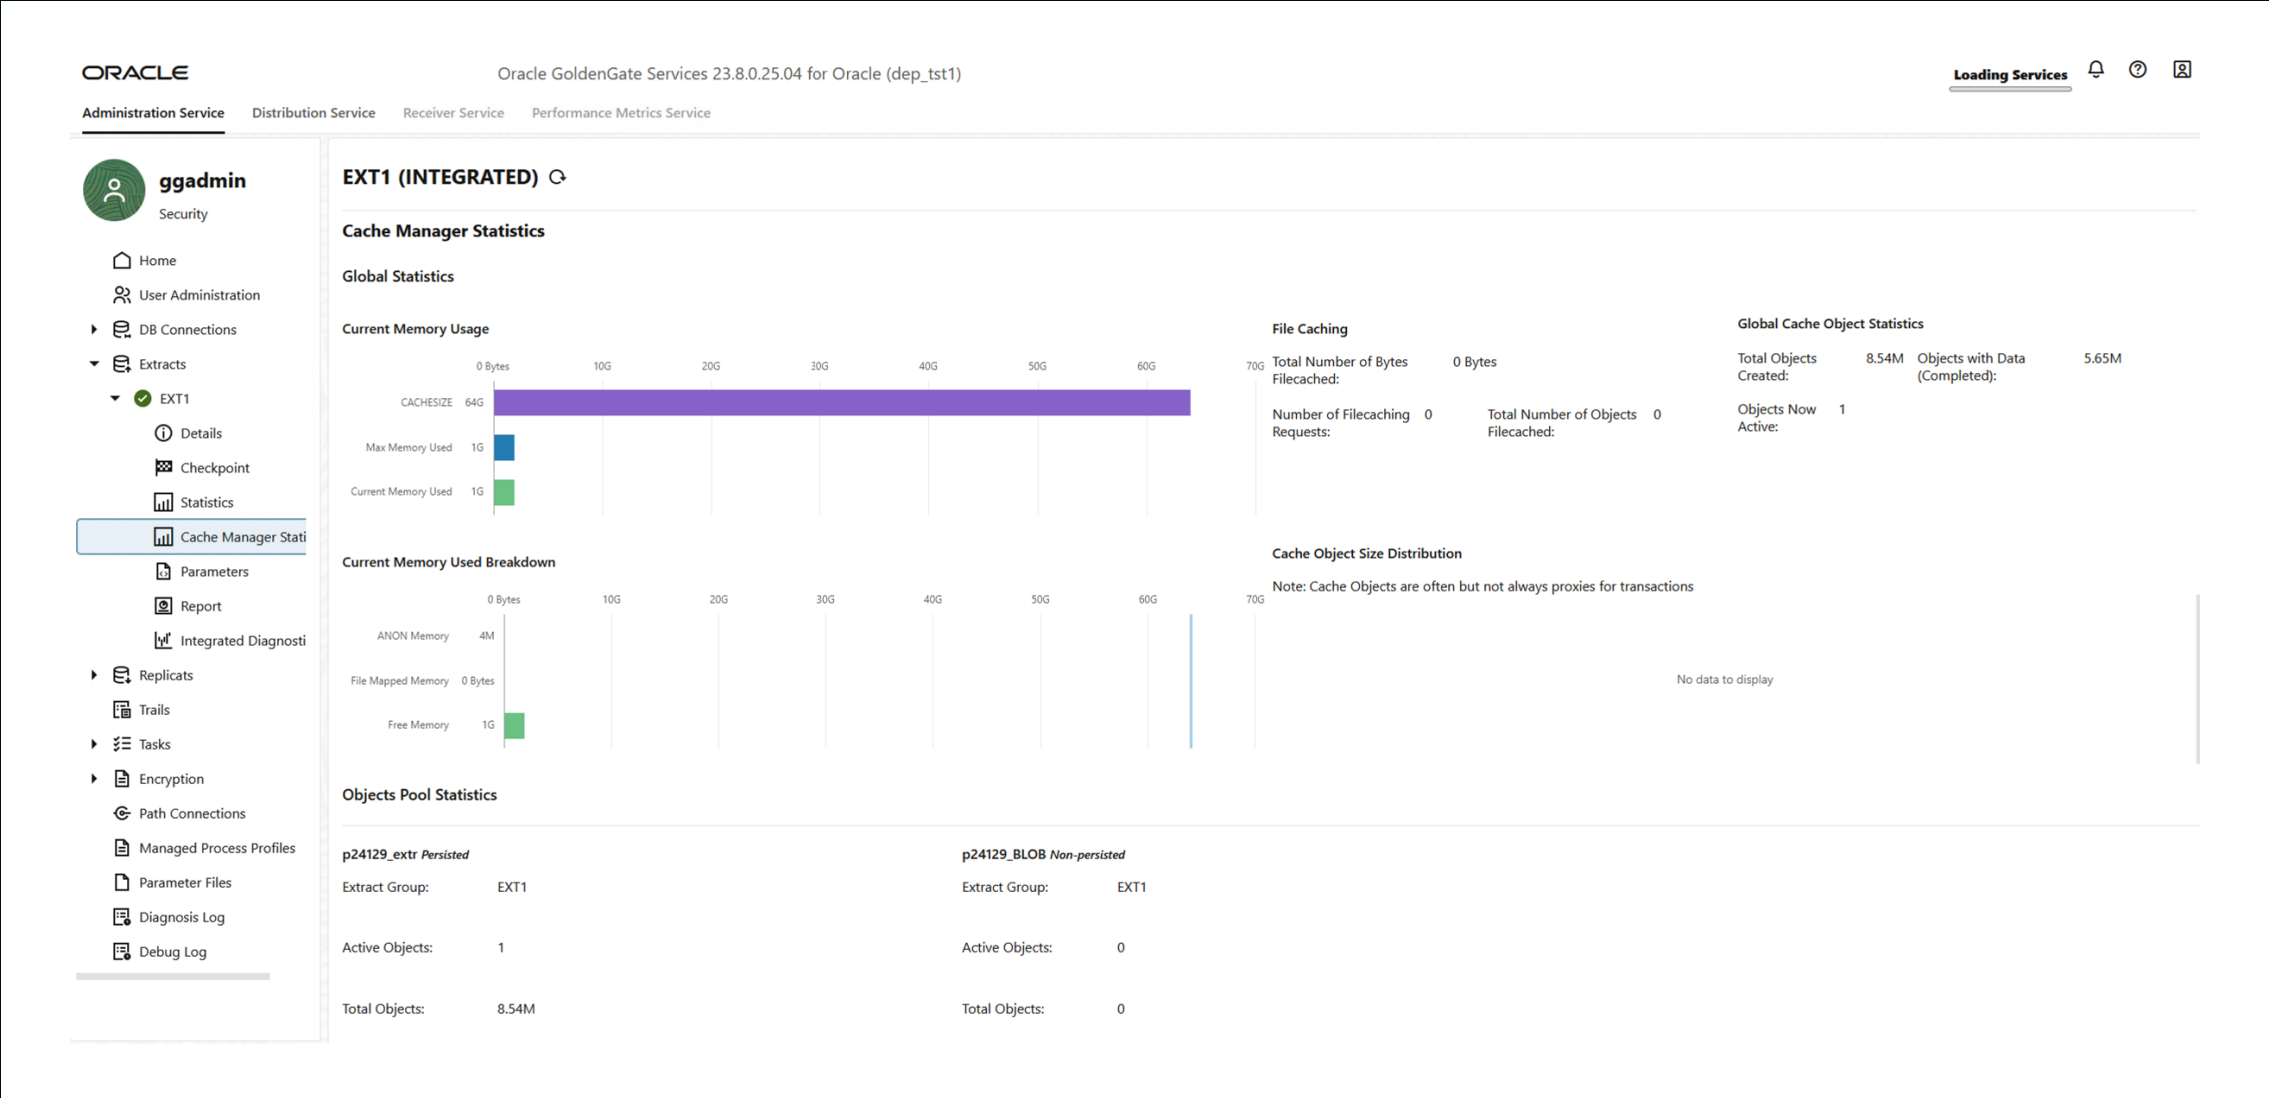 ORACLE
Oracle GoldenGate Services 23.8.0.25.04 for Oracle (dep_tst1)
Loading Services
Administration Service
Distribution Service
Receiver Service
Performance Metrics Service
ggadmin
Security
Home
User Administration
DB Connections
Extracts
EXT1
Details
Checkpoint
Statistics
Cache Manager Stati
Parameters
Report
Integrated Diagnosti
Replicats
Trails
Tasks
Encryption
Path Connections
Managed Process Profiles
Parameter Files
Diagnosis Log
Debug Log
EXT1 (INTEGRATED)
Cache Manager Statistics
Global Statistics
Current Memory Usage
0 Bytes 10G 20G 30G 40G 50G 60G 70G
CACHESIZE 64G
Max Memory Used 1G
Current Memory Used 1G
File Caching
Total Number of Bytes
Filecached:
0 Bytes
Number of Filecaching
Requests:
0
Total Number of Objects
Filecached:
0
Global Cache Object Statistics
Total Objects
Created:
8.54M
Objects with Data
(Completed):
5.65M
Objects Now
Active:
1
Current Memory Used Breakdown
0 Bytes 10G 20G 30G 40G 50G 60G 70G
ANON Memory 4M
File Mapped Memory 0 Bytes
Free Memory 1G
Cache Object Size Distribution
Note: Cache Objects are often but not always proxies for transactions
No data to display
Objects Pool Statistics
p24129_extr Persisted
Extract Group: EXT1
Active Objects: 1
Total Objects: 8.54M
p24129_BLOB Non-persisted
Extract Group: EXT1
Active Objects: 0
Total Objects: 0